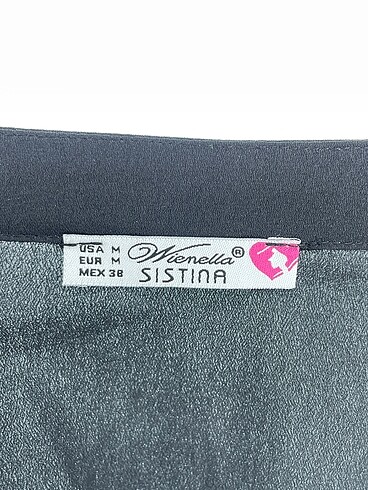 USA M
EUR M
MEX 38
Wienella®
SISTINA